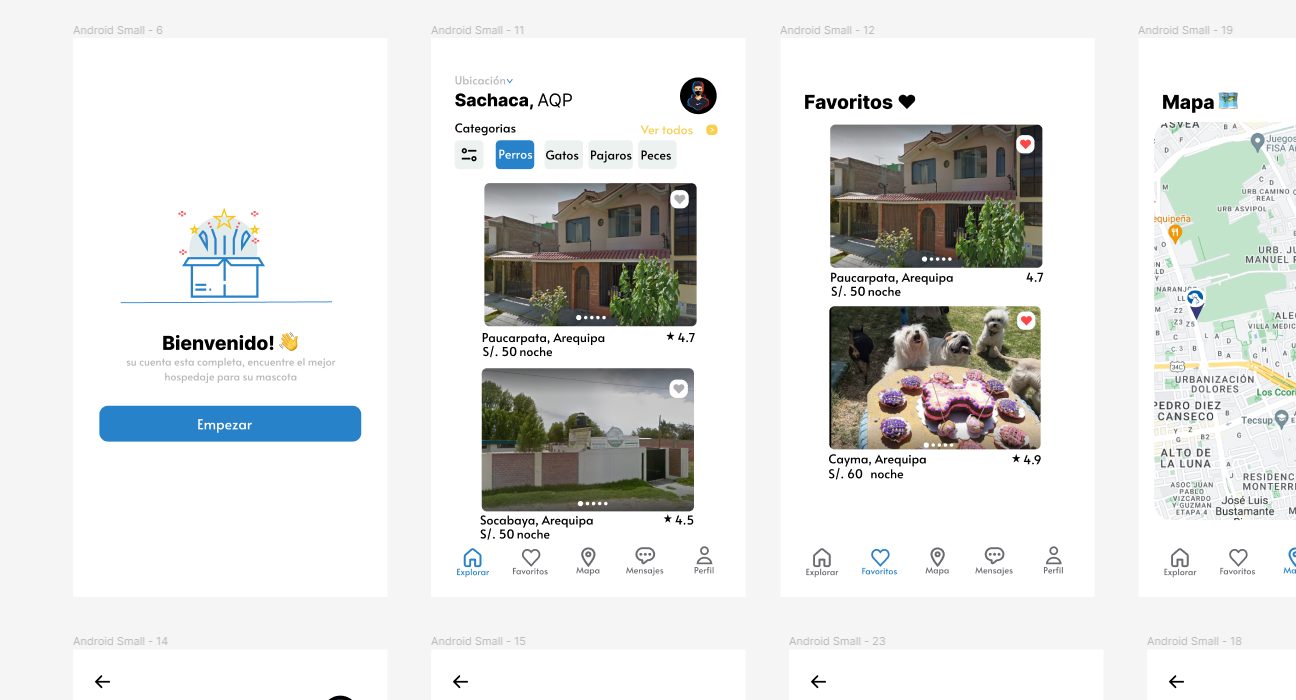 Android Small - 6
Bienvenido! 👋
su cuenta esta completa, encuentre el mejor
hospedaje para su mascota
Empezar
Android Small - 11
Ubicación
Sachaca, AQP
Categorias
Ver todos
Perros
Gatos
Pajaros
Peces
Paucarpata, Arequipa
★ 4.7
S/. 50 noche
Socabaya, Arequipa
★ 4.5
S/. 50 noche
Explorar
Favoritos
Mapa
Mensajes
Perfil
Android Small - 12
Favoritos
Paucarpata, Arequipa
4.7
S/. 50 noche
Cayma, Arequipa
★ 4.9
S/. 60 noche
Explorar
Favoritos
Mapa
Mensajes
Perfil
Android Small - 19
Mapa
ASVEA
Juegos
FISA
URB CAMINO
REAL
URB ASVIPOL
equipeña
URB. JU
MANUEL P
NARANJ
ALE
VILLA MEDIC
34C
URBANIZACIÓN
DOLORES
Los Ccor
PEDRO DIEZ
CANSECO
Tecsup
ALTO DE
LA LUNA
RESIDENC
MONTERR
ASOC JUAN
PABLO
VIZCARDO
Y GUZMAN
ETAPA 4
José Luis
Bustamante
Explorar
Favoritos
Ma
Android Small - 14
Android Small - 15
Android Small - 23
Android Small - 18